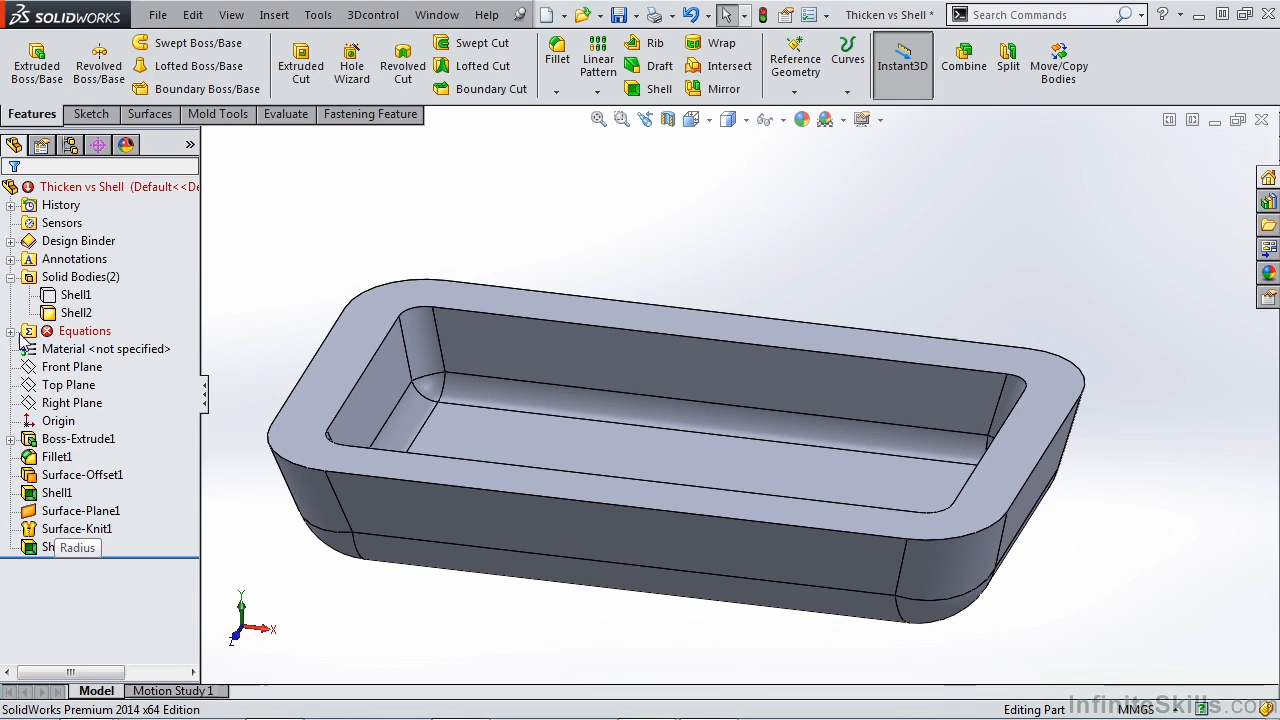 SOLIDWORKS File Edit View Insert Tools 3Dcontrol Window Help Thicken vs Shell * Search Commands
Extruded Boss/Base
Revolved Boss/Base
Swept Boss/Base
Lofted Boss/Base
Boundary Boss/Base
Extruded Cut
Hole Wizard
Revolved Cut
Swept Cut
Lofted Cut
Boundary Cut
Fillet
Linear Pattern
Rib
Draft
Shell
Wrap
Intersect
Mirror
Reference Geometry
Curves
Instant3D
Combine
Split
Move/Copy Bodies
Features Sketch Surfaces Mold Tools Evaluate Fastening Feature
Thicken vs Shell (Default<<De
History
Sensors
Design Binder
Annotations
Solid Bodies(2)
Shell1
Shell2
Equations
Material <not specified>
Front Plane
Top Plane
Right Plane
Origin
Boss-Extrude1
Fillet1
Surface-Offset1
Shell1
Surface-Plane1
Surface-Knit1
Sh Radius
Y
X
Z
Model Motion Study 1
SolidWorks Premium 2014 x64 Edition Editing Part MMGS
InfiniteSkills.com